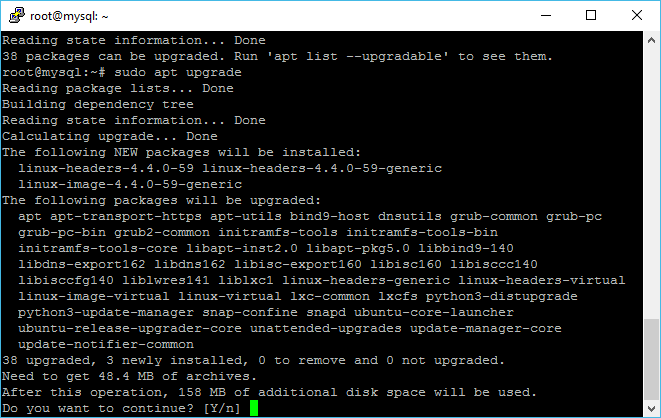 root@mysql: ~
Reading state information... Done
38 packages can be upgraded. Run 'apt list --upgradable' to see them.
root@mysql:~# sudo apt upgrade
Reading package lists... Done
Building dependency tree
Reading state information... Done
Calculating upgrade... Done
The following NEW packages will be installed:
  linux-headers-4.4.0-59 linux-headers-4.4.0-59-generic
  linux-image-4.4.0-59-generic
The following packages will be upgraded:
  apt apt-transport-https apt-utils bind9-host dnsutils grub-common grub-pc
  grub-pc-bin grub2-common initramfs-tools initramfs-tools-bin
  initramfs-tools-core libapt-inst2.0 libapt-pkg5.0 libbind9-140
  libdns-export162 libdns162 libisc-export160 libisc160 libisccc140
  libisccfg140 liblwres141 liblxc1 linux-headers-generic linux-headers-virtual
  linux-image-virtual linux-virtual lxc-common lxcfs python3-distupgrade
  python3-update-manager snap-confine snapd ubuntu-core-launcher
  ubuntu-release-upgrader-core unattended-upgrades update-manager-core
  update-notifier-common
38 upgraded, 3 newly installed, 0 to remove and 0 not upgraded.
Need to get 48.4 MB of archives.
After this operation, 158 MB of additional disk space will be used.
Do you want to continue? [Y/n]